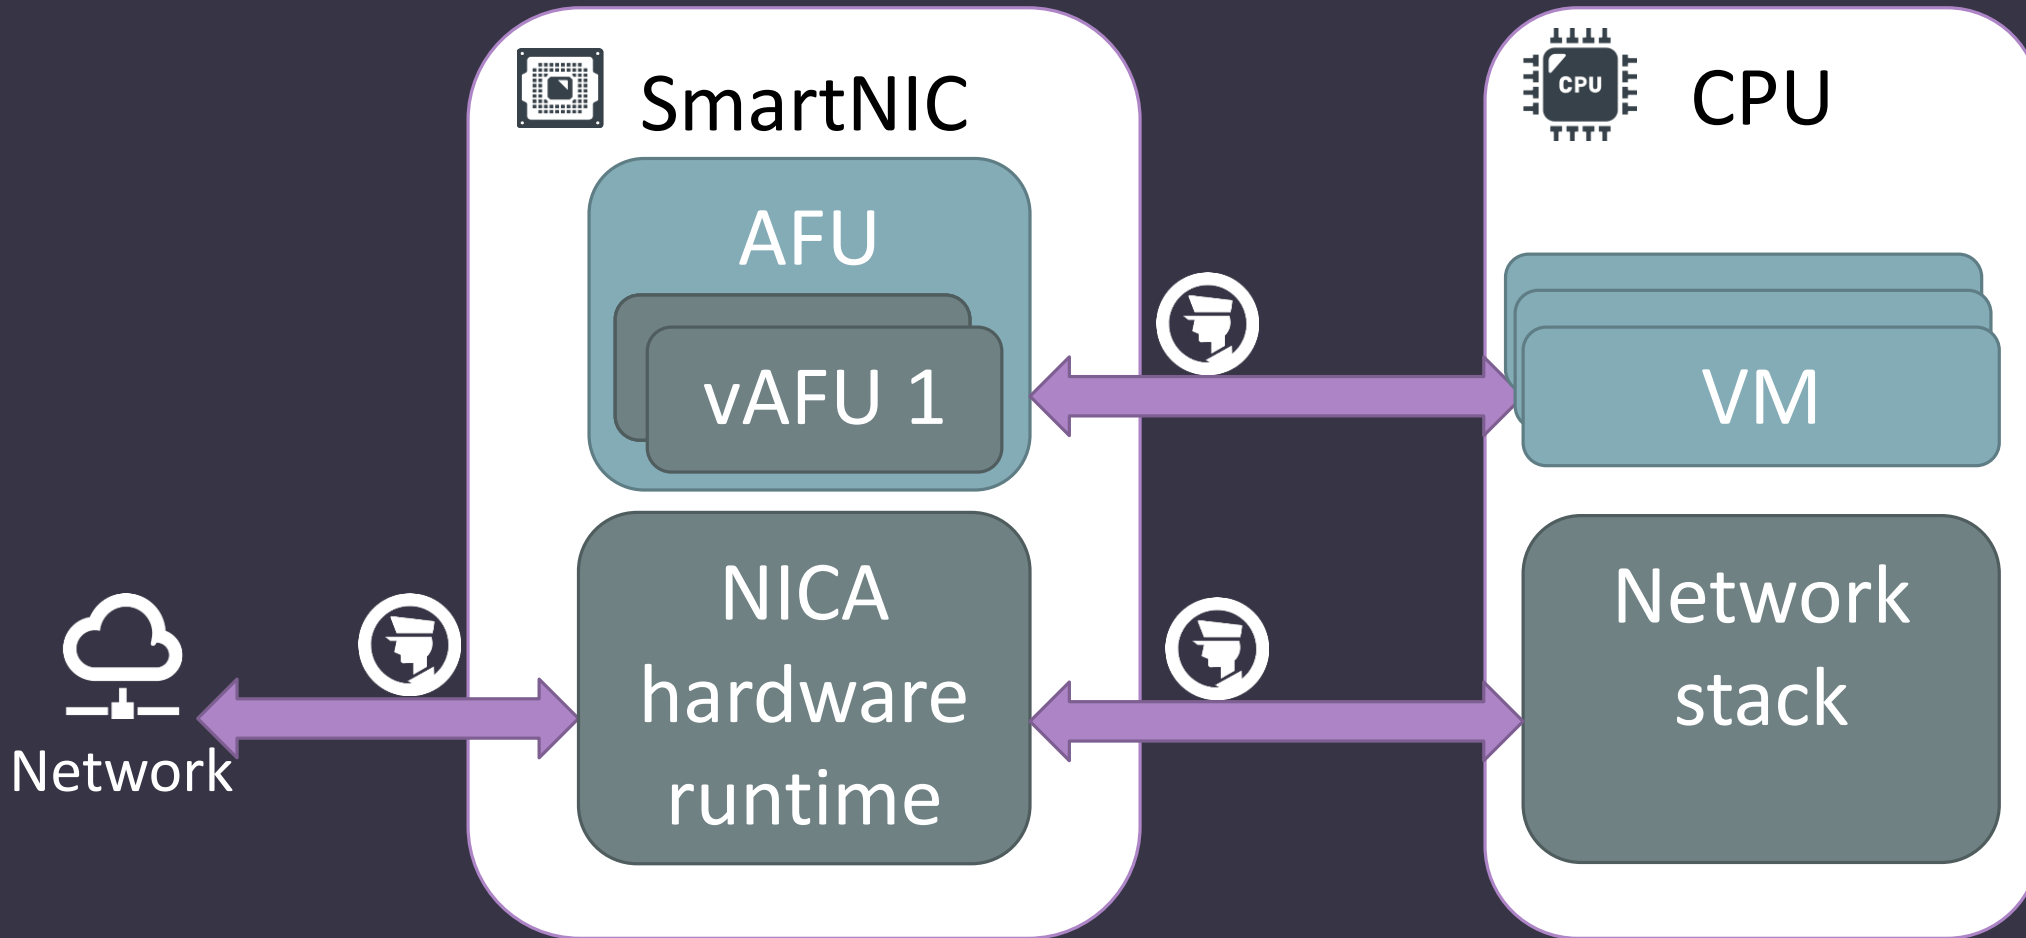 SmartNIC
AFU
vAFU 1
NICA
hardware
runtime
Network
CPU
CPU
VM
Network
stack